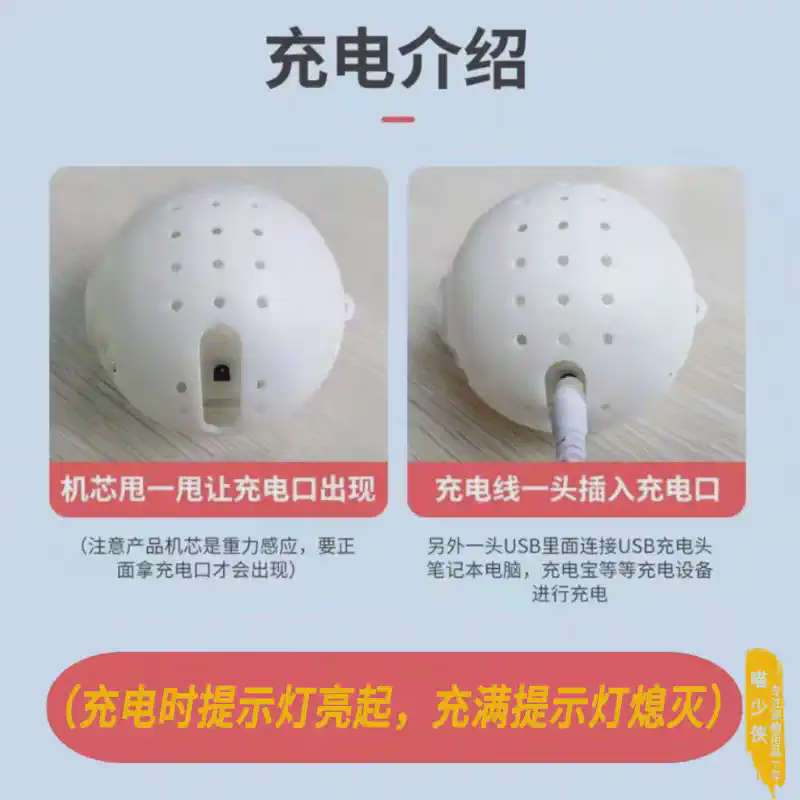 充电介绍
机芯甩一甩让充电口出现
充电线一头插入充电口
（注意产品机芯是重力感应，要正
面拿充电口才会出现）
另外一头USB里面连接USB充电头
笔记本电脑，充电宝等等充电设备
进行充电
（充电时提示灯亮起，充满提示灯熄灭）
喵少侠